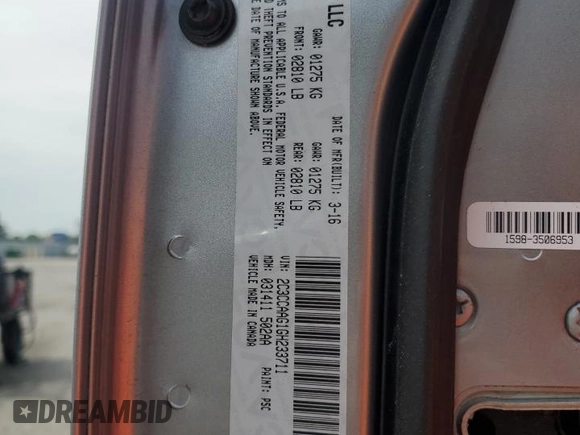 LLC
DATE OF MFR(BUILT): 3-16
GAWR: 01275 KG GAWR: 01275 KG
FRONT: 02810 LB REAR: 02810 LB
MS TO ALL APPLICABLE U.S.A. FEDERAL MOTOR VEHICLE SAFETY,
THEFT PREVENTION STANDARDS IN EFFECT ON
DATE OF MANUFACTURE SHOWN ABOVE.
VIN: 2C3CCAAG1GH233711
MDH: 031411 502AA PAINT: PSC
VEHICLE MADE IN CANADA
1598-3506953
DREAMBID